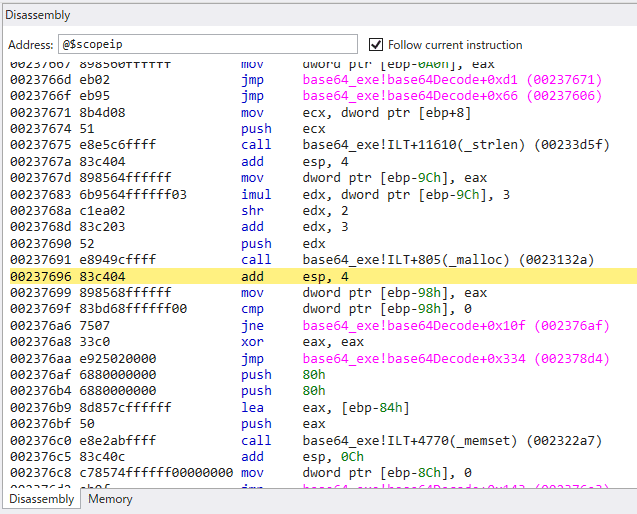 Disassembly
Address: @$scopeip Follow current instruction
00237667 898560ffffff mov dword ptr [ebp-0A0h], eax
0023766d eb02 jmp base64_exe!base64Decode+0xd1 (00237671)
0023766f eb95 jmp base64_exe!base64Decode+0x66 (00237606)
00237671 8b4d08 mov ecx, dword ptr [ebp+8]
00237674 51 push ecx
00237675 e8e5c6ffff call base64_exe!ILT+11610(_strlen) (00233d5f)
0023767a 83c404 add esp, 4
0023767d 898564ffffff mov dword ptr [ebp-9Ch], eax
00237683 6b9564ffffff03 imul edx, dword ptr [ebp-9Ch], 3
0023768a c1ea02 shr edx, 2
0023768d 83c203 add edx, 3
00237690 52 push edx
00237691 e8949cffff call base64_exe!ILT+805(_malloc) (0023132a)
00237696 83c404 add esp, 4
00237699 898568ffffff mov dword ptr [ebp-98h], eax
0023769f 83bd68ffffff00 cmp dword ptr [ebp-98h], 0
002376a6 7507 jne base64_exe!base64Decode+0x10f (002376af)
002376a8 33c0 xor eax, eax
002376aa e925020000 jmp base64_exe!base64Decode+0x334 (002378d4)
002376af 6880000000 push 80h
002376b4 6880000000 push 80h
002376b9 8d857cffffff lea eax, [ebp-84h]
002376bf 50 push eax
002376c0 e8e2abffff call base64_exe!ILT+4770(_memset) (002322a7)
002376c5 83c40c add esp, 0Ch
002376c8 c78574ffffff00000000 mov dword ptr [ebp-8Ch], 0
Disassembly Memory